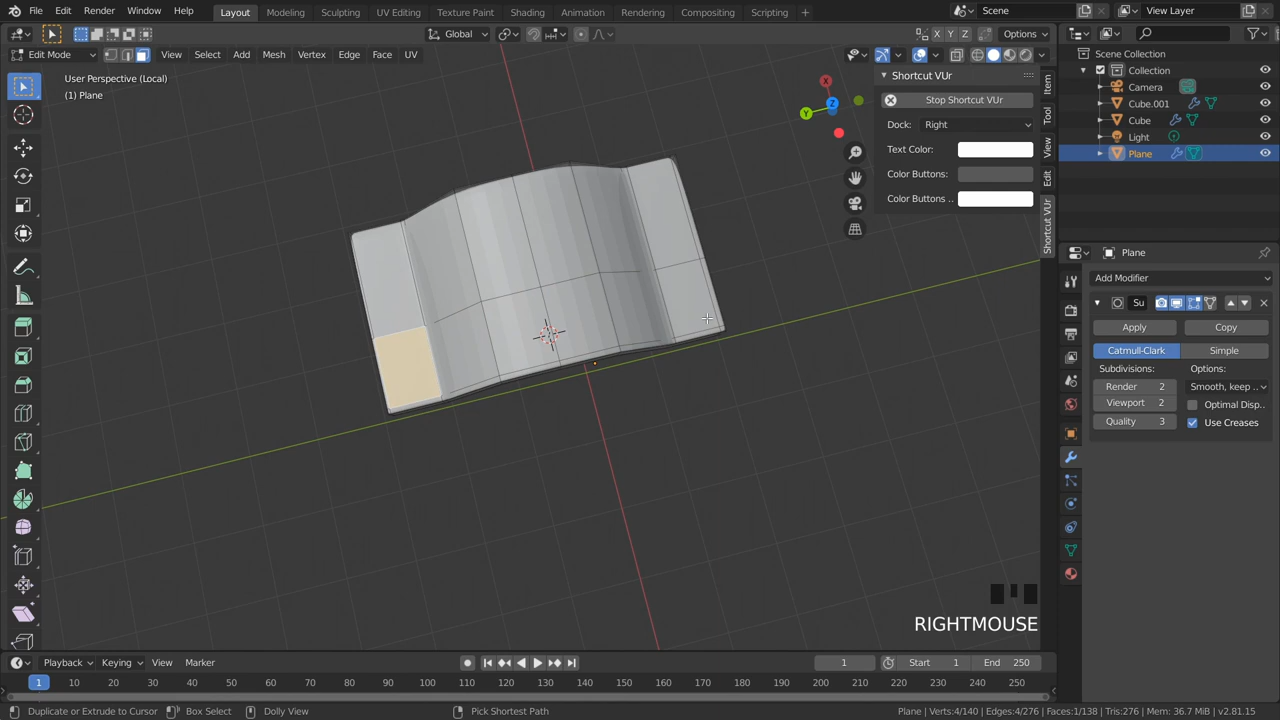 File Edit Render Window Help Layout Modeling Sculpting UV Editing Texture Paint Shading Animation Rendering Compositing Scripting + Scene View Layer
Global X Y Z Options
Edit Mode View Select Add Mesh Vertex Edge Face UV
User Perspective (Local)
(1) Plane
X
Y
Z
Shortcut VUr
Stop Shortcut VUr
Dock: Right
Text Color:
Color Buttons:
Color Buttons ..
Item
Tool
View
Edit
Shortcut VUr
Scene Collection
Collection
Camera
Cube.001
Cube
Light
Plane
Plane
Add Modifier
Su
Apply Copy
Catmull-Clark Simple
Subdivisions: Options:
Render 2 Smooth, keep ..
Viewport 2 Optimal Disp..
Quality 3 Use Creases
RIGHTMOUSE
Playback Keying View Marker 1 Start 1 End 250
1 10 20 30 40 50 60 70 80 90 100 110 120 130 140 150 160 170 180 190 200 210 220 230 240 250
Duplicate or Extrude to Cursor Box Select Dolly View Pick Shortest Path Plane | Verts:4/140 | Edges:4/276 | Faces:1/138 | Tris:276 | Mem: 36.7 MiB | v2.81.15